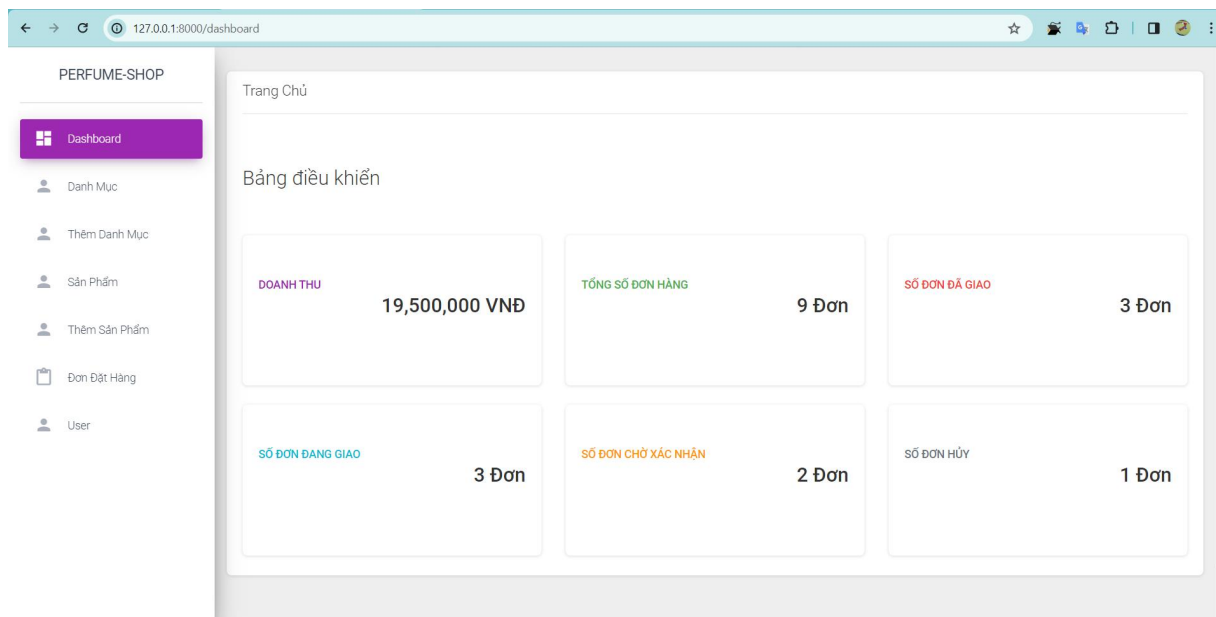 127.0.0.1:8000/dashboard
PERFUME-SHOP
Dashboard
Danh Mục
Thêm Danh Mục
Sản Phẩm
Thêm Sản Phẩm
Đơn Đặt Hàng
User
Trang Chủ
Bảng điều khiển
DOANH THU
19,500,000 VNĐ
TỔNG SỐ ĐƠN HÀNG
9 Đơn
SỐ ĐƠN ĐÃ GIAO
3 Đơn
SỐ ĐƠN ĐANG GIAO
3 Đơn
SỐ ĐƠN CHỜ XÁC NHẬN
2 Đơn
SỐ ĐƠN HỦY
1 Đơn